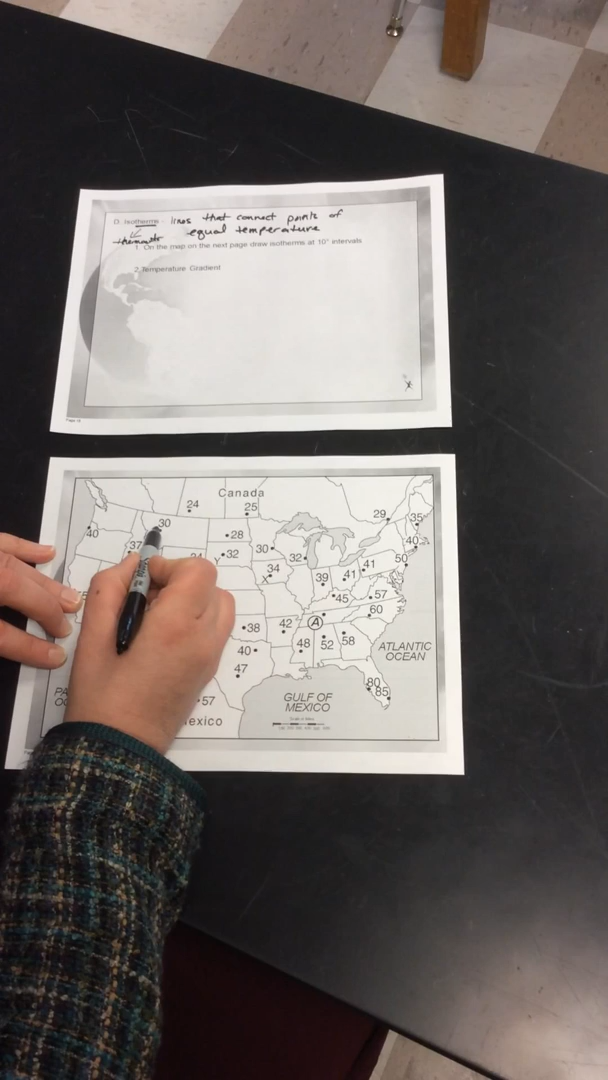 D. Isotherms - lines that connect points of
equal temperature
1. On the map on the next page draw isotherms at 10° intervals
2. Temperature Gradient
Canada
24
25
30
29
35
40
28
40
37
32
30
32
50
Y
34
X
39
41
41
45
57
60
38
42
A
40
48
52
58
ATLANTIC
OCEAN
47
80
85
57
GULF OF
MEXICO
exico